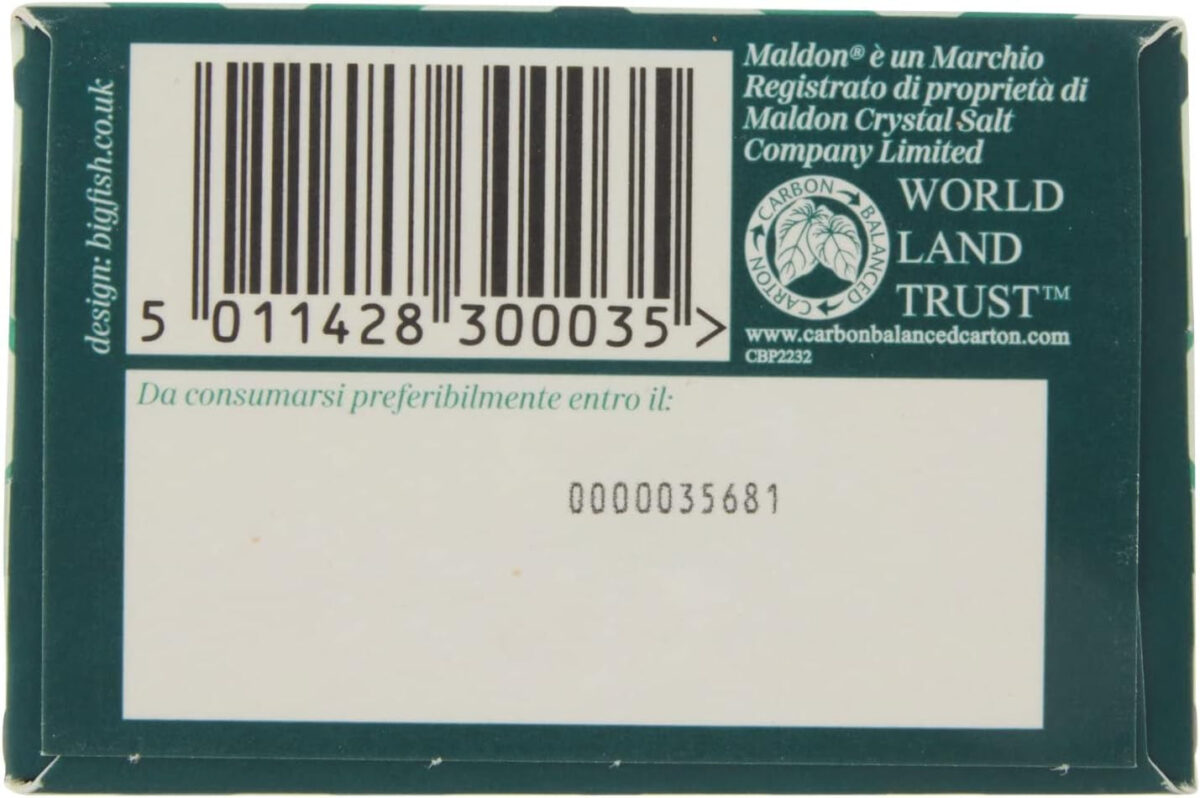 design: bigfish.co.uk
5 011428 300035 >
Maldon® è un Marchio
Registrato di proprietà di
Maldon Crystal Salt
Company Limited
CARBON BALANCED CARTON
WORLD
LAND
TRUST™
www.carbonbalancedcarton.com
CBP2232
Da consumarsi preferibilmente entro il:
0000035681